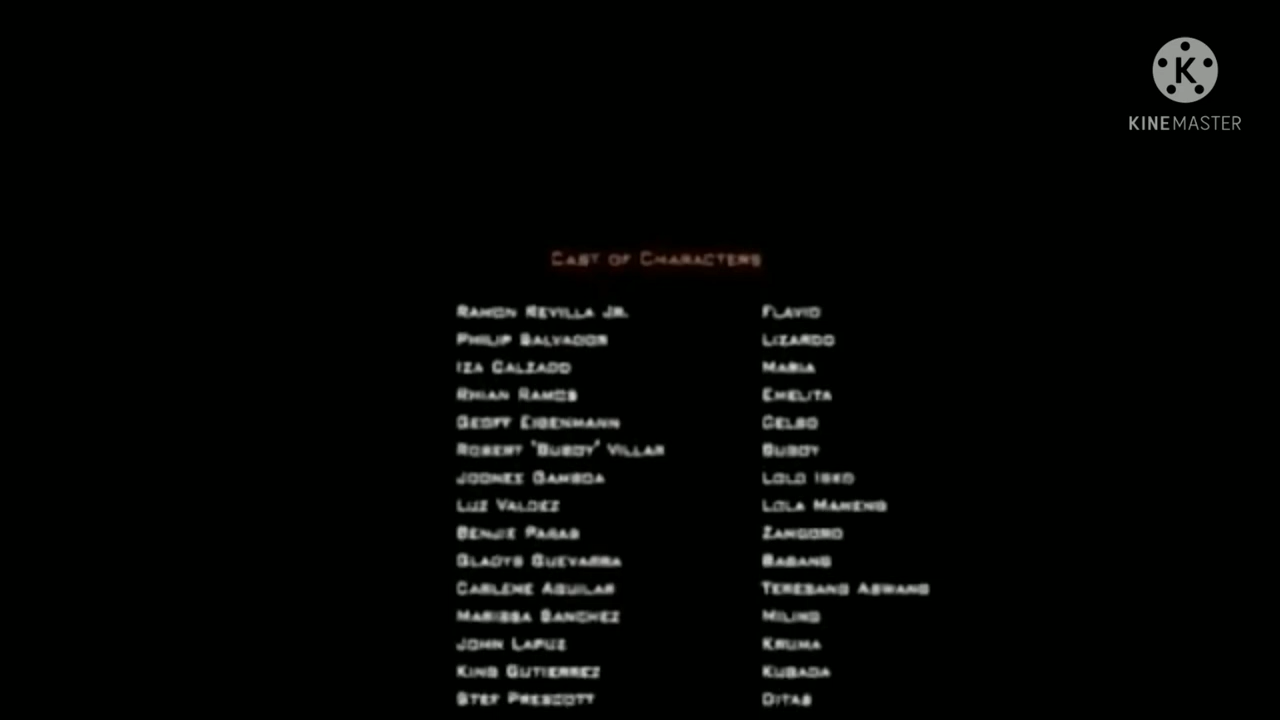 KINEMASTER
CAST OF CHARACTERS
RAMON REVILLA JR. FLAVIO
PHILIP SALVADOR LIZARDO
IZA CALZADO MARIA
RHIAN RAMOS EMELITA
GEOFF EIGENMANN CELSO
ROBERT 'BUBOY' VILLAR BUBOY
JOONEE GAMBOA LOLO ISKO
LUZ VALDEZ LOLA MAMENG
BENJIE PARAS ZANGORO
GLADYS GUEVARRA BABANG
CARLENE AGUILAR TERESANG ASWANG
MARISSA SANCHEZ MILING
JOHN LAPUZ KRUMA
KING GUTIERREZ KUBADA
STEF PRESCOTT DITAS